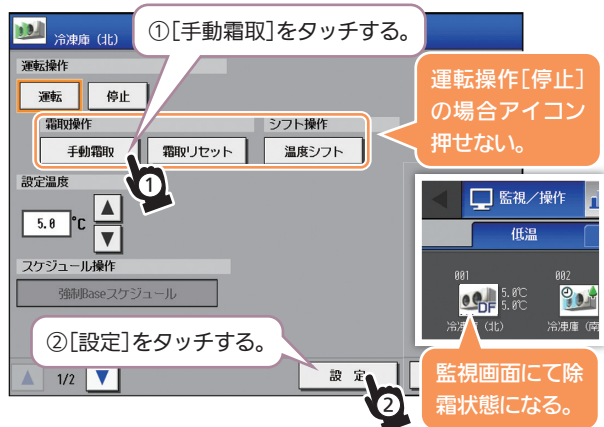 冷凍庫 (北)
①[手動霜取]をタッチする。
運転操作
運転 停止
霜取操作 シフト操作
手動霜取 霜取リセット 温度シフト
①
運転操作[停止]
の場合アイコン
押せない。
設定温度
5.0 °C ▲
▼
スケジュール操作
強制Baseスケジュール
②[設定]をタッチする。
▲ 1/2 ▼
設 定
②
監視／操作
低温
001 002
DF 5.0℃
5.0℃
冷凍庫 (北) 冷凍庫 (南
監視画面にて除
霜状態になる。